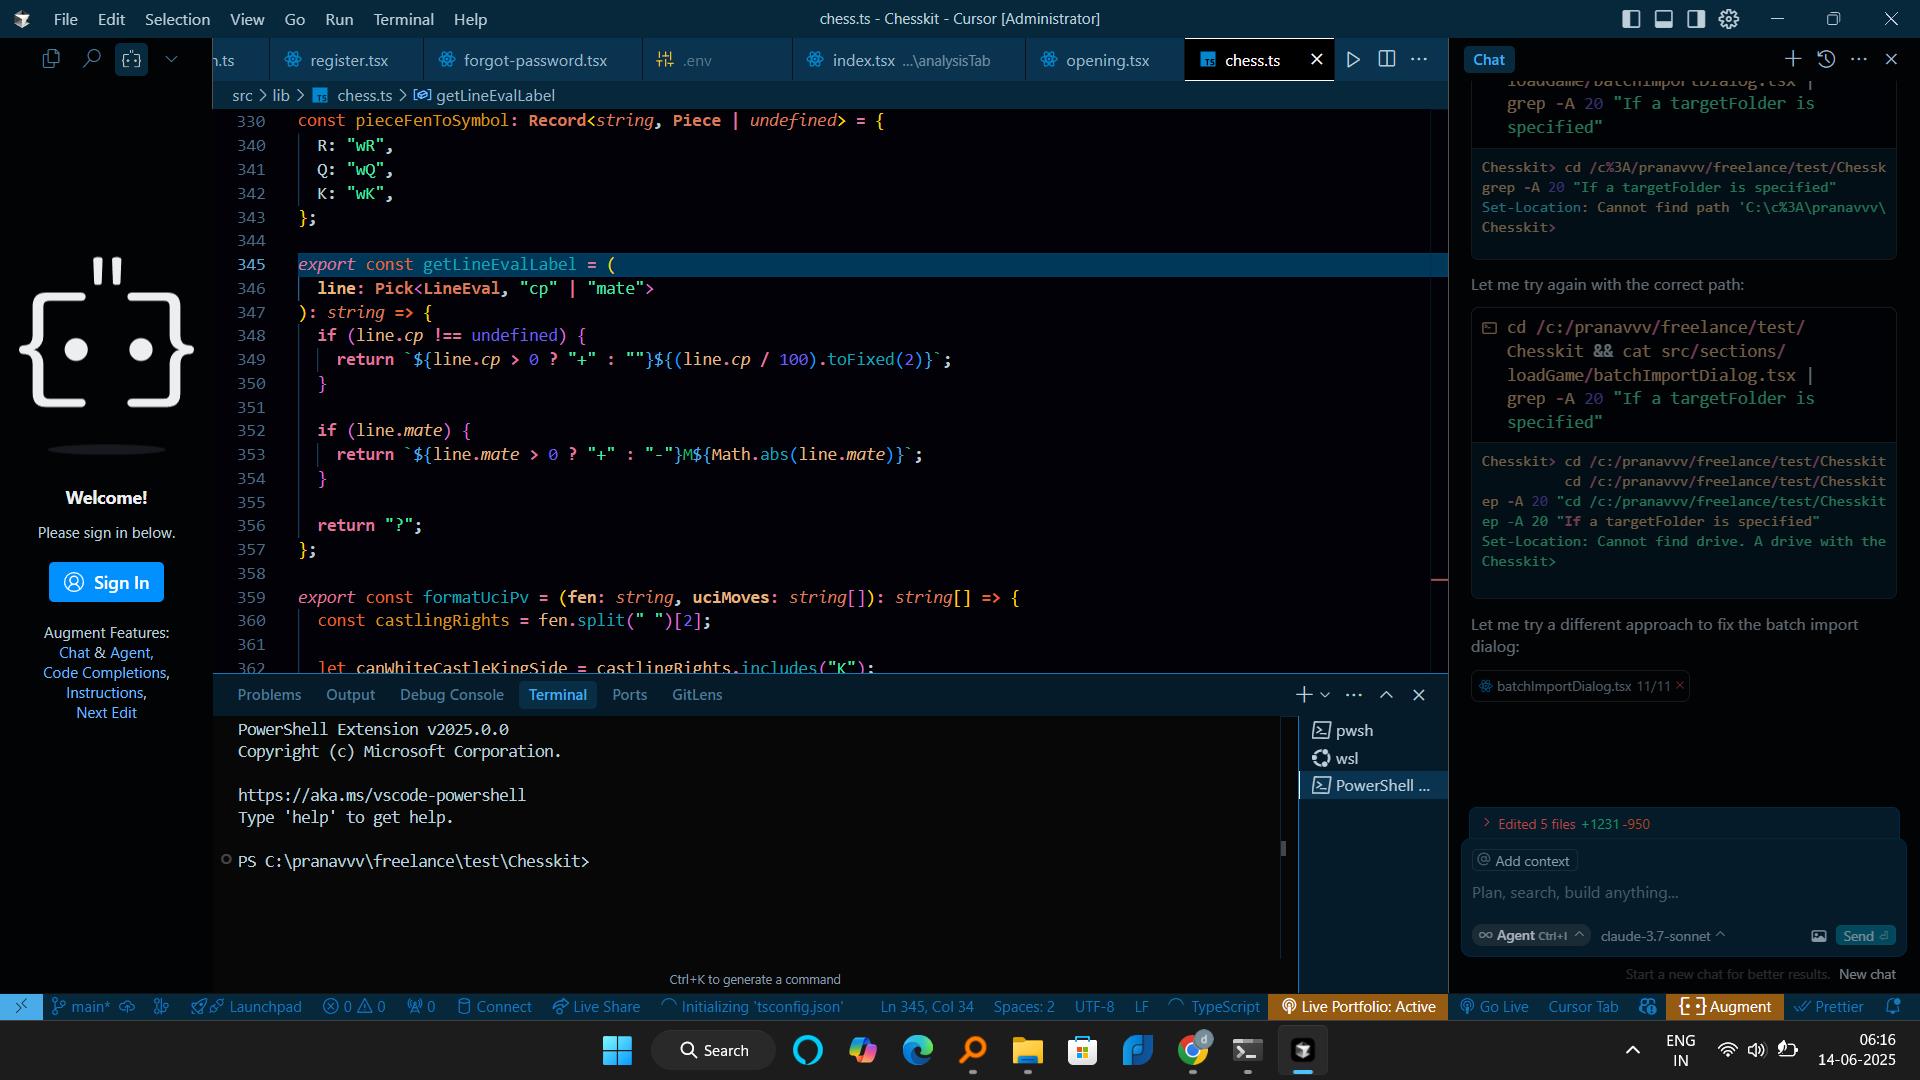 File Edit Selection View Go Run Terminal Help
chess.ts - Chesskit - Cursor [Administrator]
n.ts register.tsx forgot-password.tsx .env index.tsx ...\analysisTab opening.tsx chess.ts
src > lib > chess.ts > getLineEvalLabel
330 const pieceFenToSymbol: Record<string, Piece | undefined> = {
340 R: "wR",
341 Q: "wQ",
342 K: "wK",
343 };
344
345 export const getLineEvalLabel = (
346 line: Pick<LineEval, "cp" | "mate">
347 ): string => {
348 if (line.cp !== undefined) {
349 return `${line.cp > 0 ? "+" : ""}${(line.cp / 100).toFixed(2)}`;
350 }
351
352 if (line.mate) {
353 return `${line.mate > 0 ? "+" : "-"}M${Math.abs(line.mate)}`;
354 }
355
356 return "?";
357 };
358
359 export const formatUciPv = (fen: string, uciMoves: string[]): string[] => {
360 const castlingRights = fen.split(" ")[2];
361
362 let canWhiteCastleKingSide = castlingRights.includes("K");
Welcome!
Please sign in below.
Sign In
Augment Features:
Chat & Agent,
Code Completions,
Instructions,
Next Edit
Problems Output Debug Console Terminal Ports GitLens
PowerShell Extension v2025.0.0
Copyright (c) Microsoft Corporation.
https://aka.ms/vscode-powershell
Type 'help' to get help.
PS C:\pranavvv\freelance\test\Chesskit>
Ctrl+K to generate a command
pwsh
wsl
PowerShell ...
Chat
loadGame/batchImportDialog.tsx |
grep -A 20 "If a targetFolder is
specified"
Chesskit> cd /c%3A/pranavvv/freelance/test/Chessk
grep -A 20 "If a targetFolder is specified"
Set-Location: Cannot find path 'C:\c%3A\pranavvv\
Chesskit>
Let me try again with the correct path:
cd /c:/pranavvv/freelance/test/
Chesskit && cat src/sections/
loadGame/batchImportDialog.tsx |
grep -A 20 "If a targetFolder is
specified"
Chesskit> cd /c:/pranavvv/freelance/test/Chesskit
cd /c:/pranavvv/freelance/test/Chesskit
ep -A 20 "cd /c:/pranavvv/freelance/test/Chesskit
ep -A 20 "If a targetFolder is specified"
Set-Location: Cannot find drive. A drive with the
Chesskit>
Let me try a different approach to fix the batch import
dialog:
batchImportDialog.tsx 11/11
Edited 5 files +1231 -950
@ Add context
Plan, search, build anything...
Agent Ctrl+I claude-3.7-sonnet Send
Start a new chat for better results. New chat
main* Launchpad 0 0 0 Connect Live Share Initializing 'tsconfig.json' Ln 345, Col 34 Spaces: 2 UTF-8 LF TypeScript Live Portfolio: Active Go Live Cursor Tab Augment Prettier
Search
ENG
IN
06:16
14-06-2025